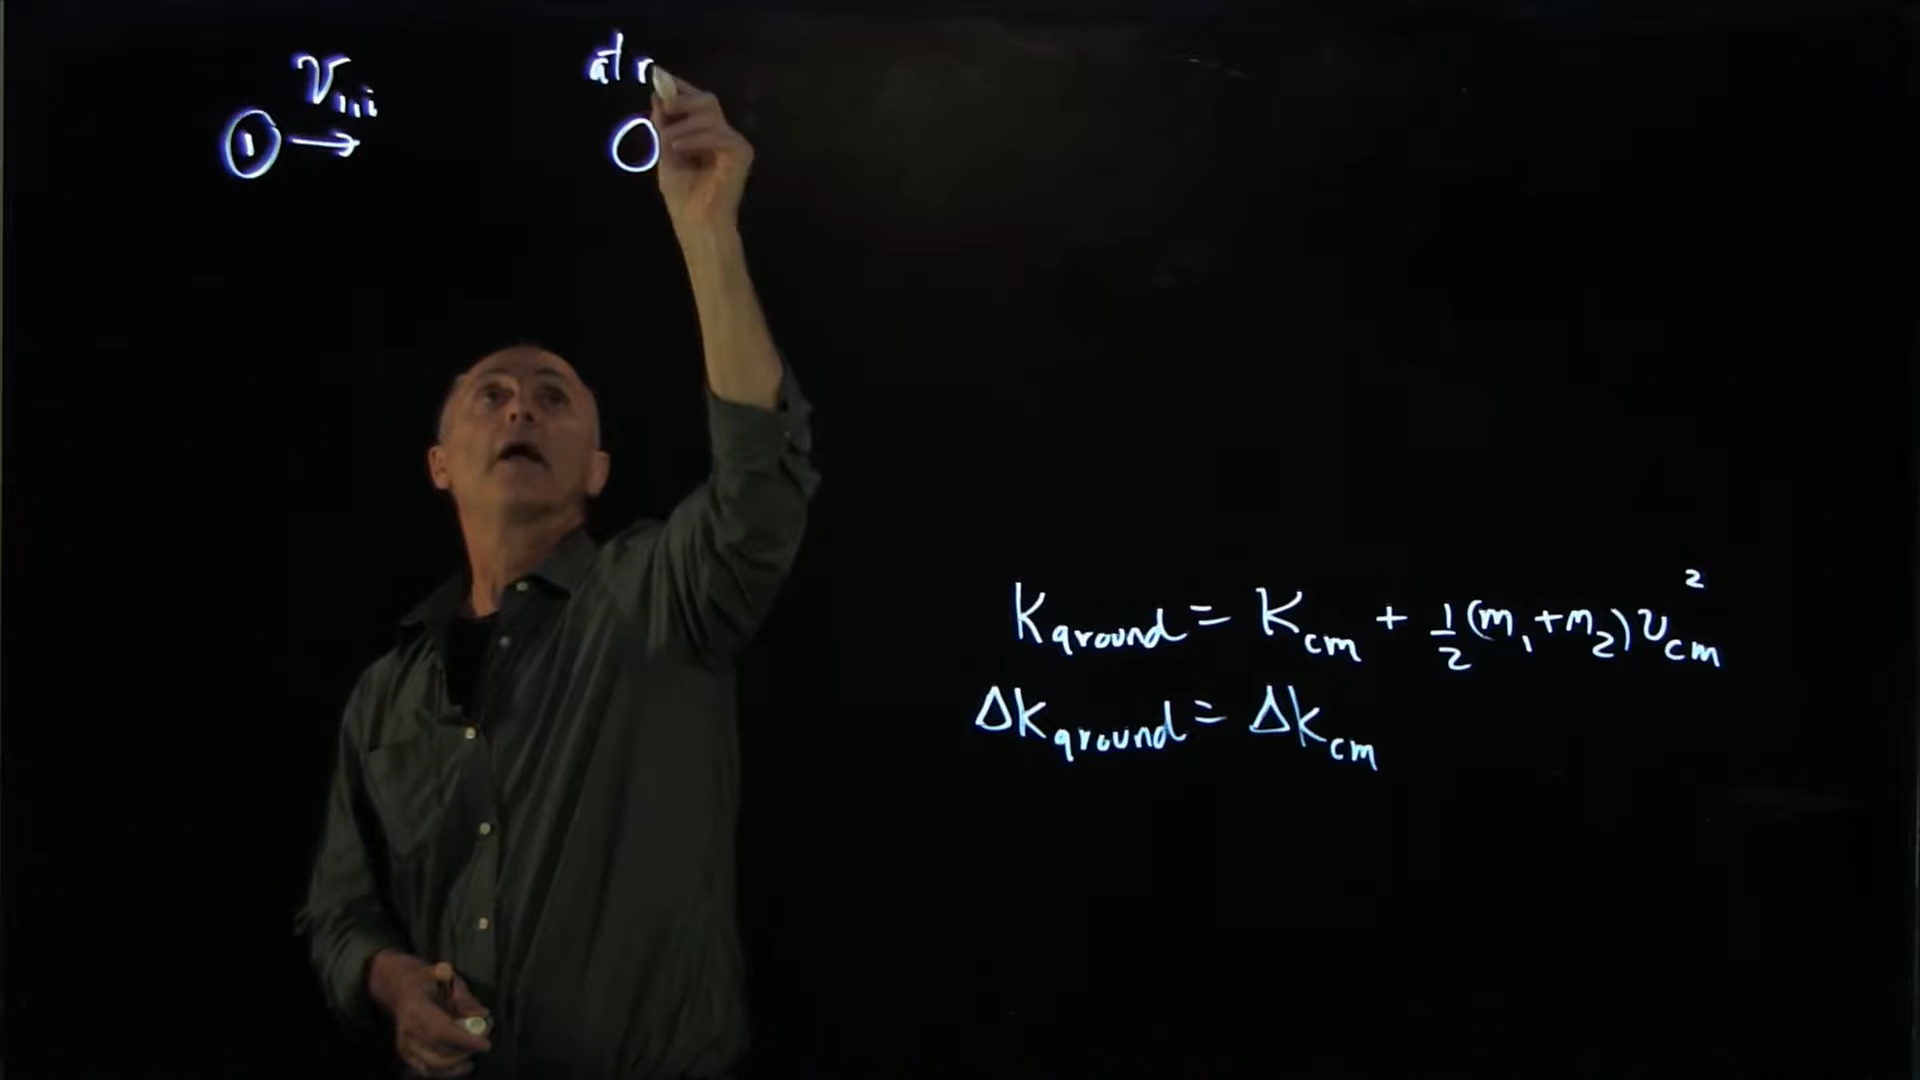 v₁,ᵢ at r
1
K_ground = K_cm + ½(m₁+m₂)v_cm²
ΔK_ground = ΔK_cm